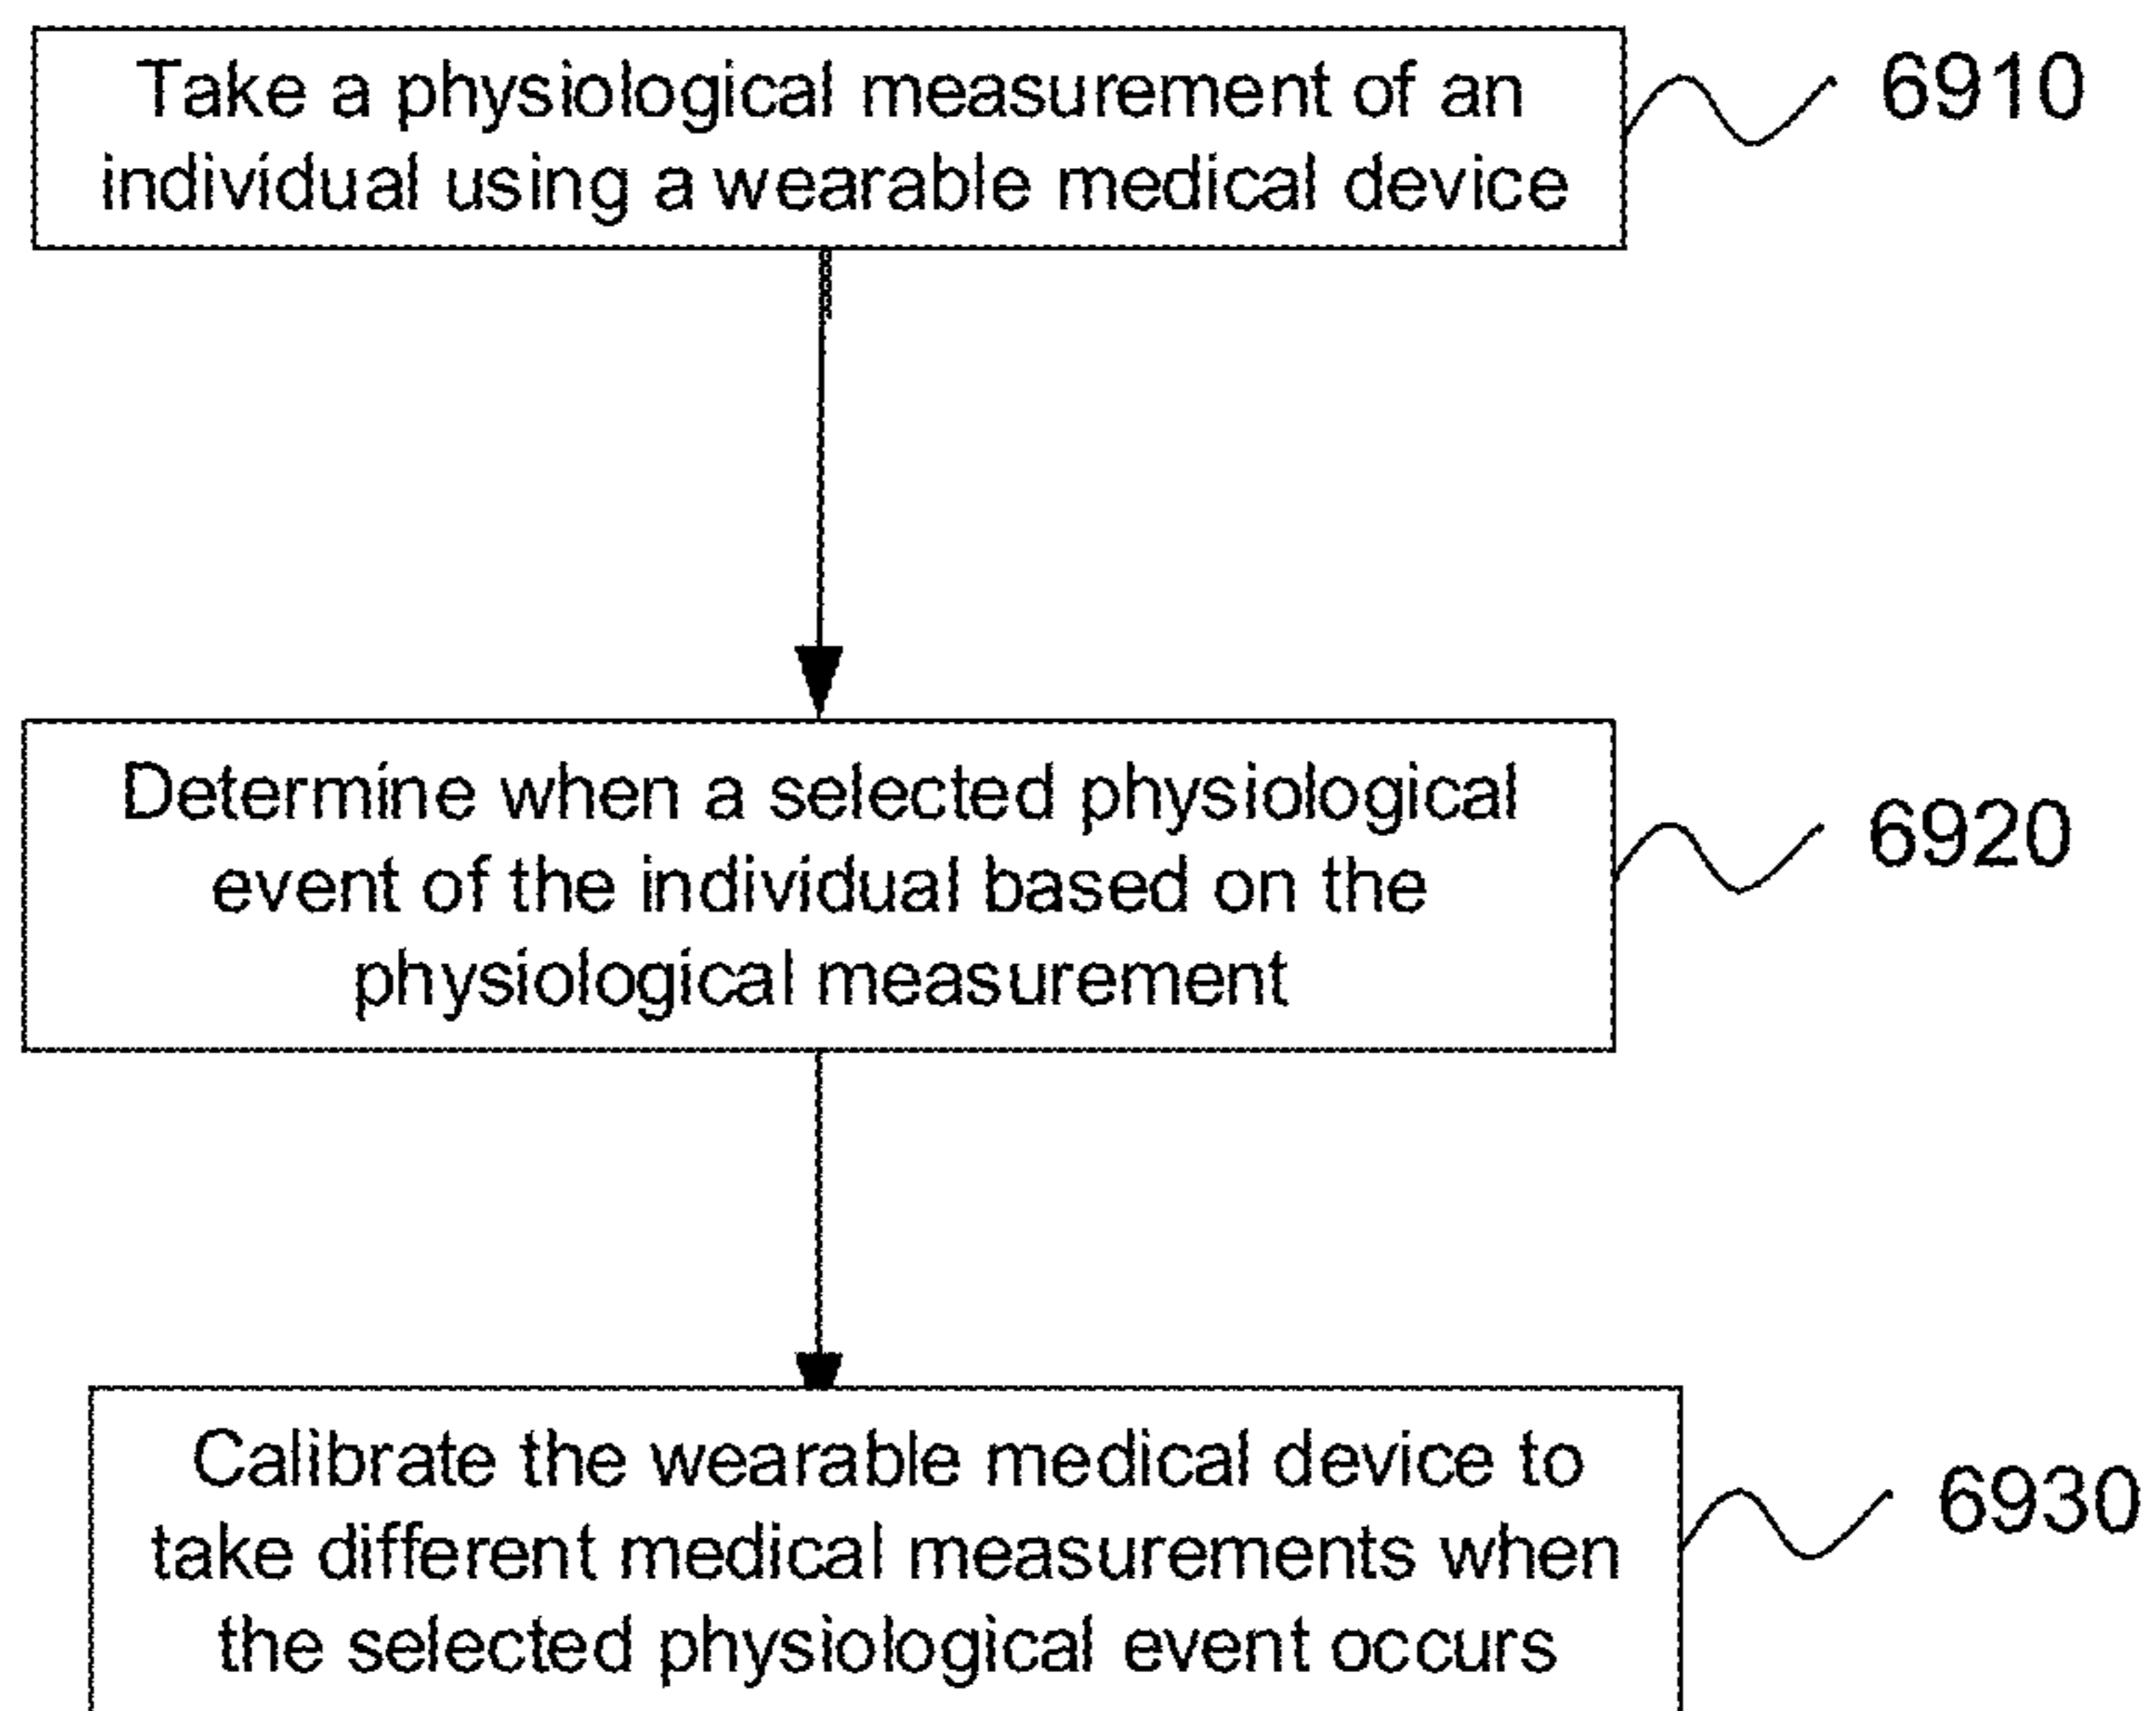 Take a physiological measurement of an
individual using a wearable medical device
6910
Determine when a selected physiological
event of the individual based on the
physiological measurement
6920
Calibrate the wearable medical device to
take different medical measurements when
the selected physiological event occurs
6930